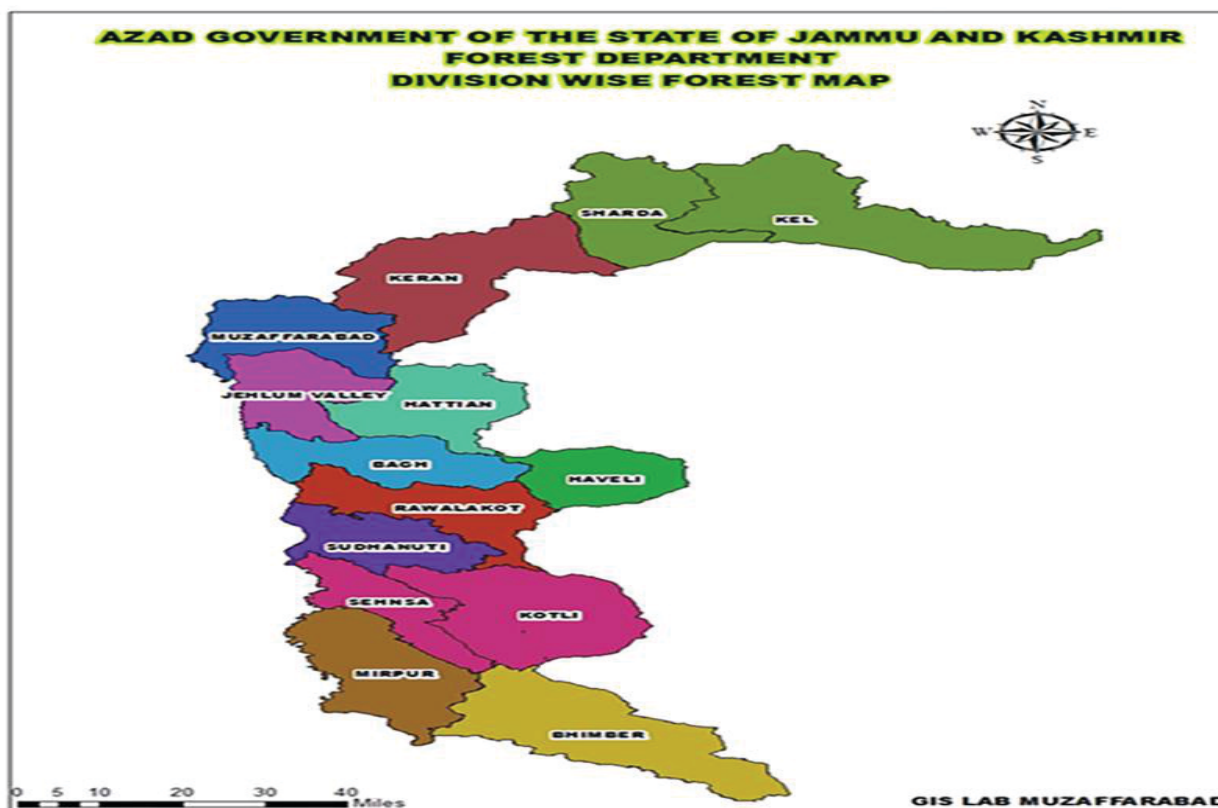 AZAD GOVERNMENT OF THE STATE OF JAMMU AND KASHMIR
FOREST DEPARTMENT
DIVISION WISE FOREST MAP
N
W E
S
SHARDA
KEL
KERAN
MUZAFFARABAD
JEHLUM VALLEY
HATTIAN
BAGH
HAVELI
RAWALAKOT
SUDHANUTI
SEHNSA
KOTLI
MIRPUR
BHIMBER
0 5 10 20 30 40
Miles
GIS LAB MUZAFFARABAD